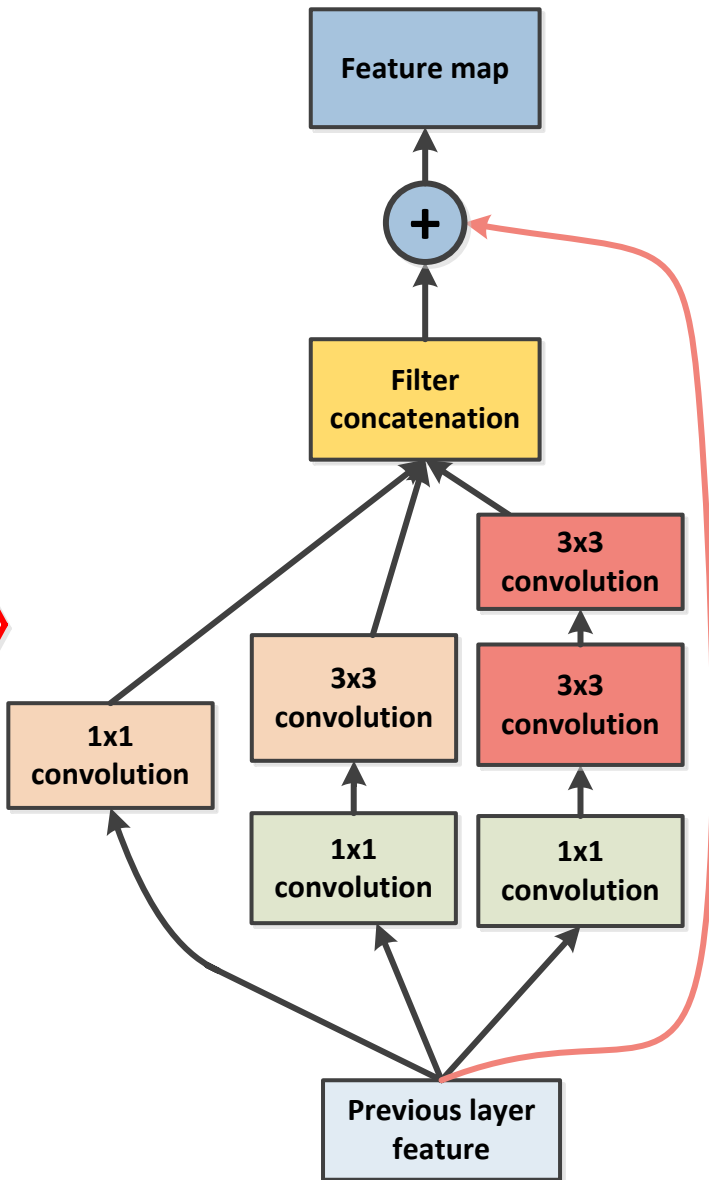 Feature map
+
Filter
concatenation
3x3
convolution
3x3
convolution
3x3
convolution
1x1
convolution
1x1
convolution
1x1
convolution
Previous layer
feature